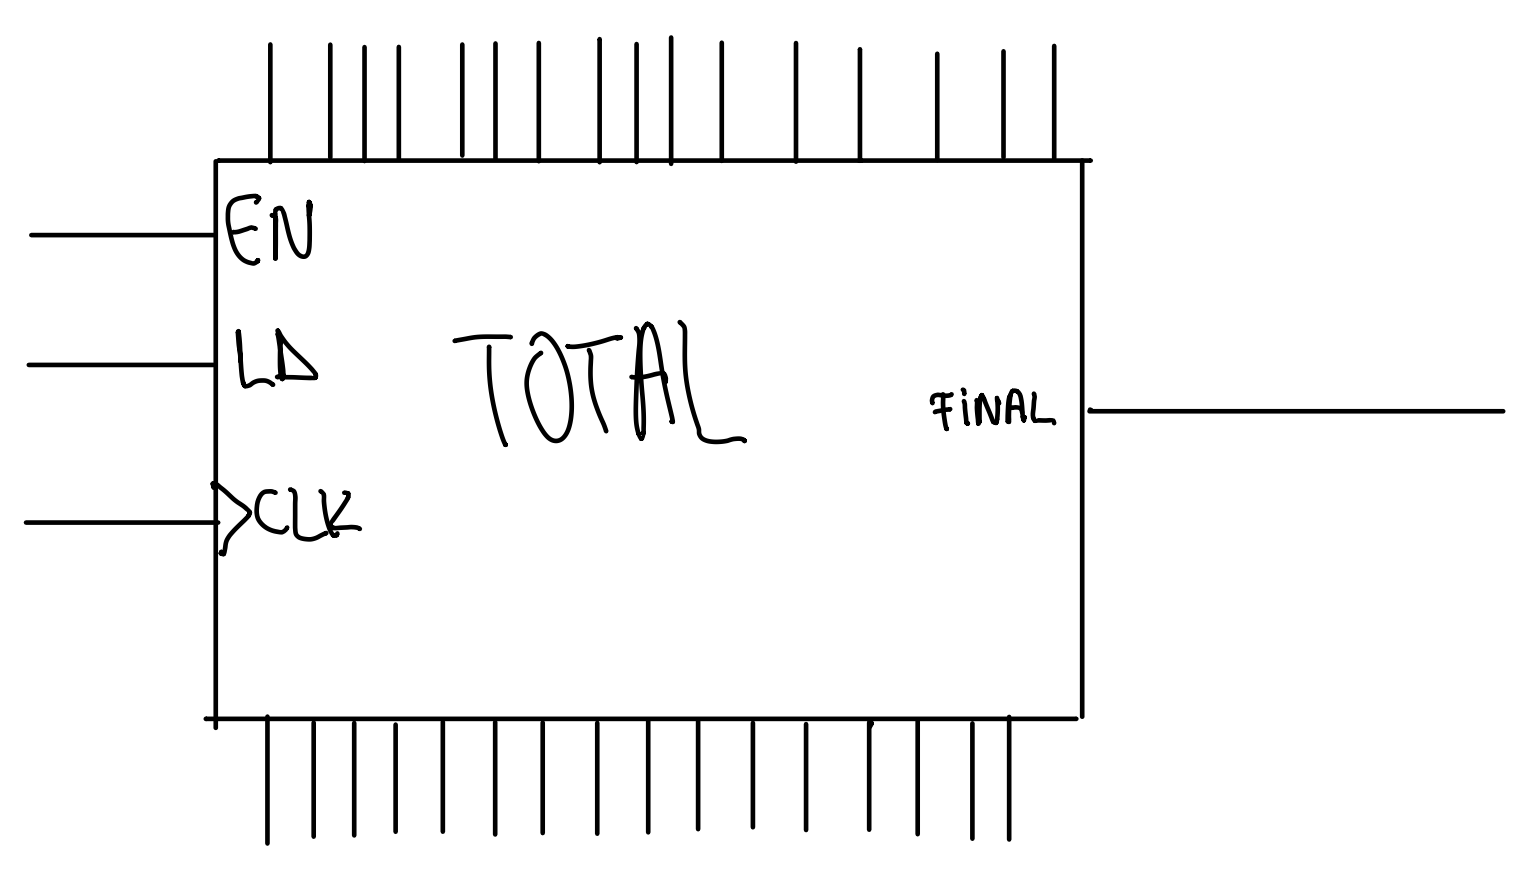 EN
LD
TOTAL
FiNAL
CLK